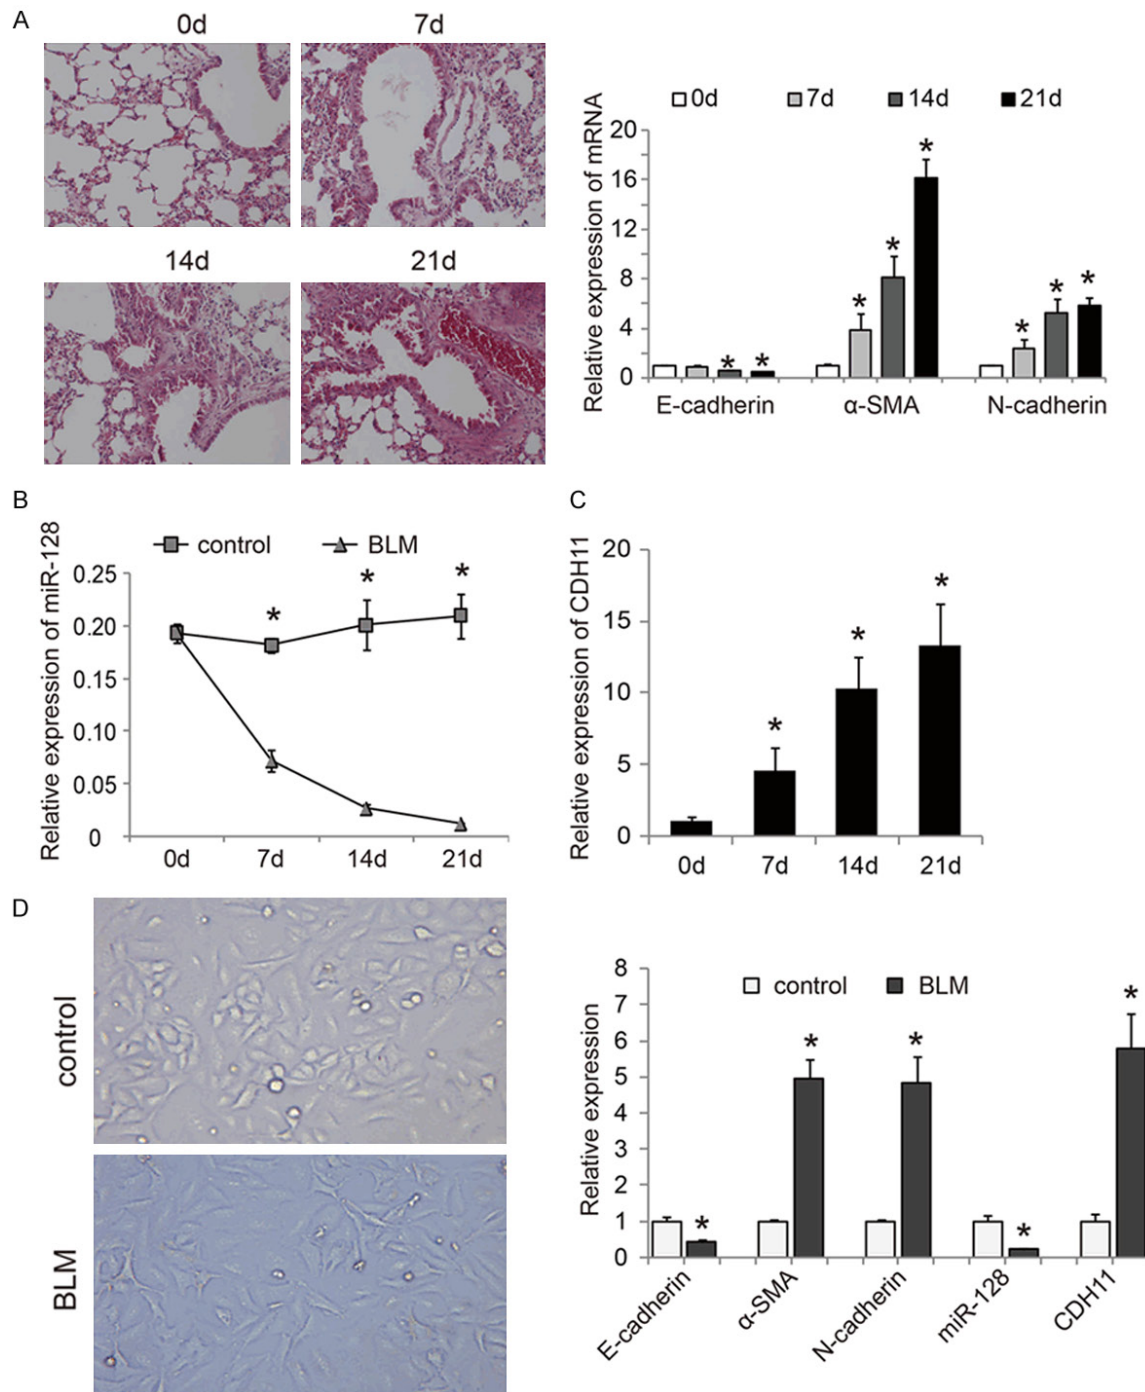 A
0d
7d
14d
21d
0d 7d 14d 21d
Relative expression of mRNA
20
16
12
8
4
0
E-cadherin α-SMA N-cadherin
* * * * * * * *
B
control BLM
Relative expression of miR-128
0.25
0.20
0.15
0.10
0.05
0
* * *
0d 7d 14d 21d
C
Relative expression of CDH11
20
15
10
5
0
* * *
0d 7d 14d 21d
D
control
BLM
control BLM
Relative expression
8
7
6
5
4
3
2
1
0
* * * * *
E-cadherin
α-SMA
N-cadherin
miR-128
CDH11